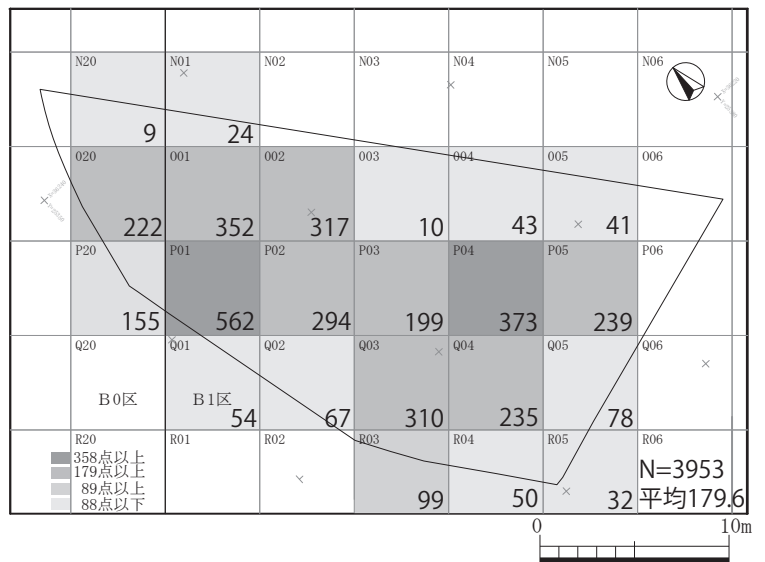 N20 N01 N02 N03 N04 N05 N06
9 24
O20 O01 O02 O03 O04 O05 O06
222 352 317 10 43 41
P20 P01 P02 P03 P04 P05 P06
155 562 294 199 373 239
Q20 Q01 Q02 Q03 Q04 Q05 Q06
B0区 B1区
54 67 310 235 78
R20 R01 R02 R03 R04 R05 R06
358点以上
179点以上
89点以上
88点以下
99 50 32
N=3953
平均179.6
0 10m